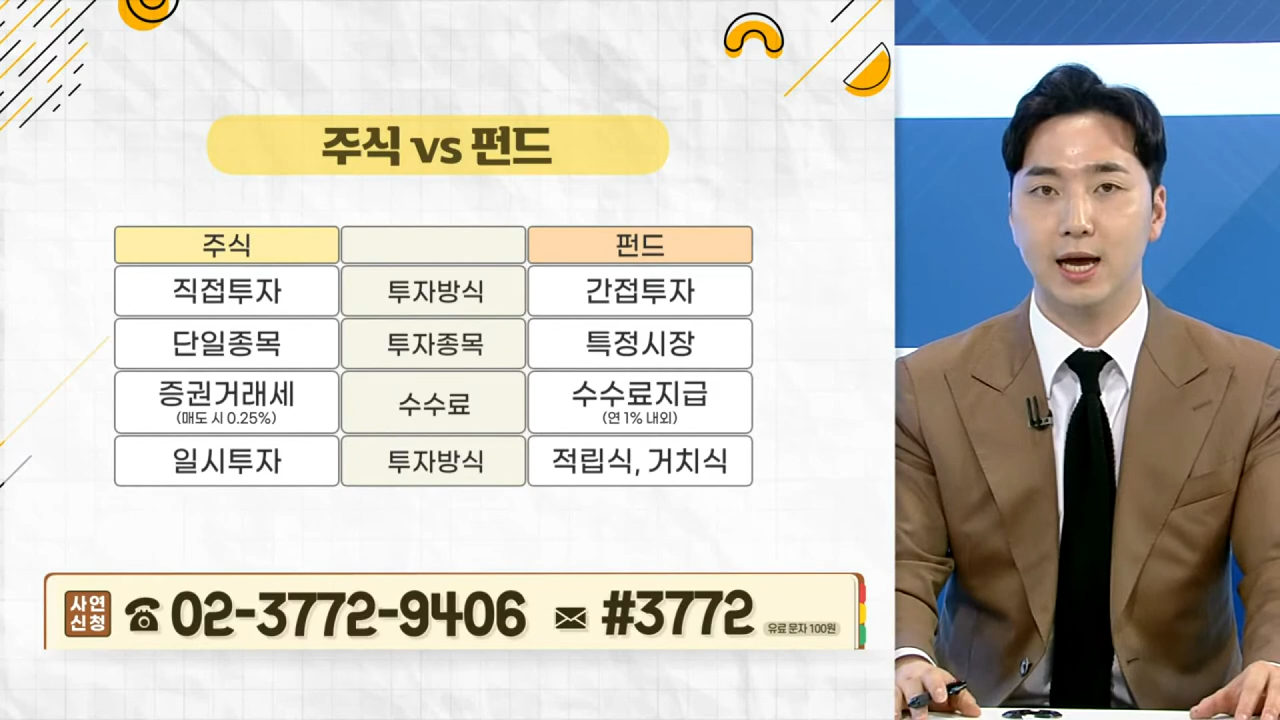 주식 vs 펀드
주식 펀드
직접투자 투자방식 간접투자
단일종목 투자종목 특정시장
증권거래세 수수료 수수료지급
(매도 시 0.25%) (연 1% 내외)
일시투자 투자방식 적립식, 거치식
사연
신청 02-3772-9406 #3772 유료 문자 100원